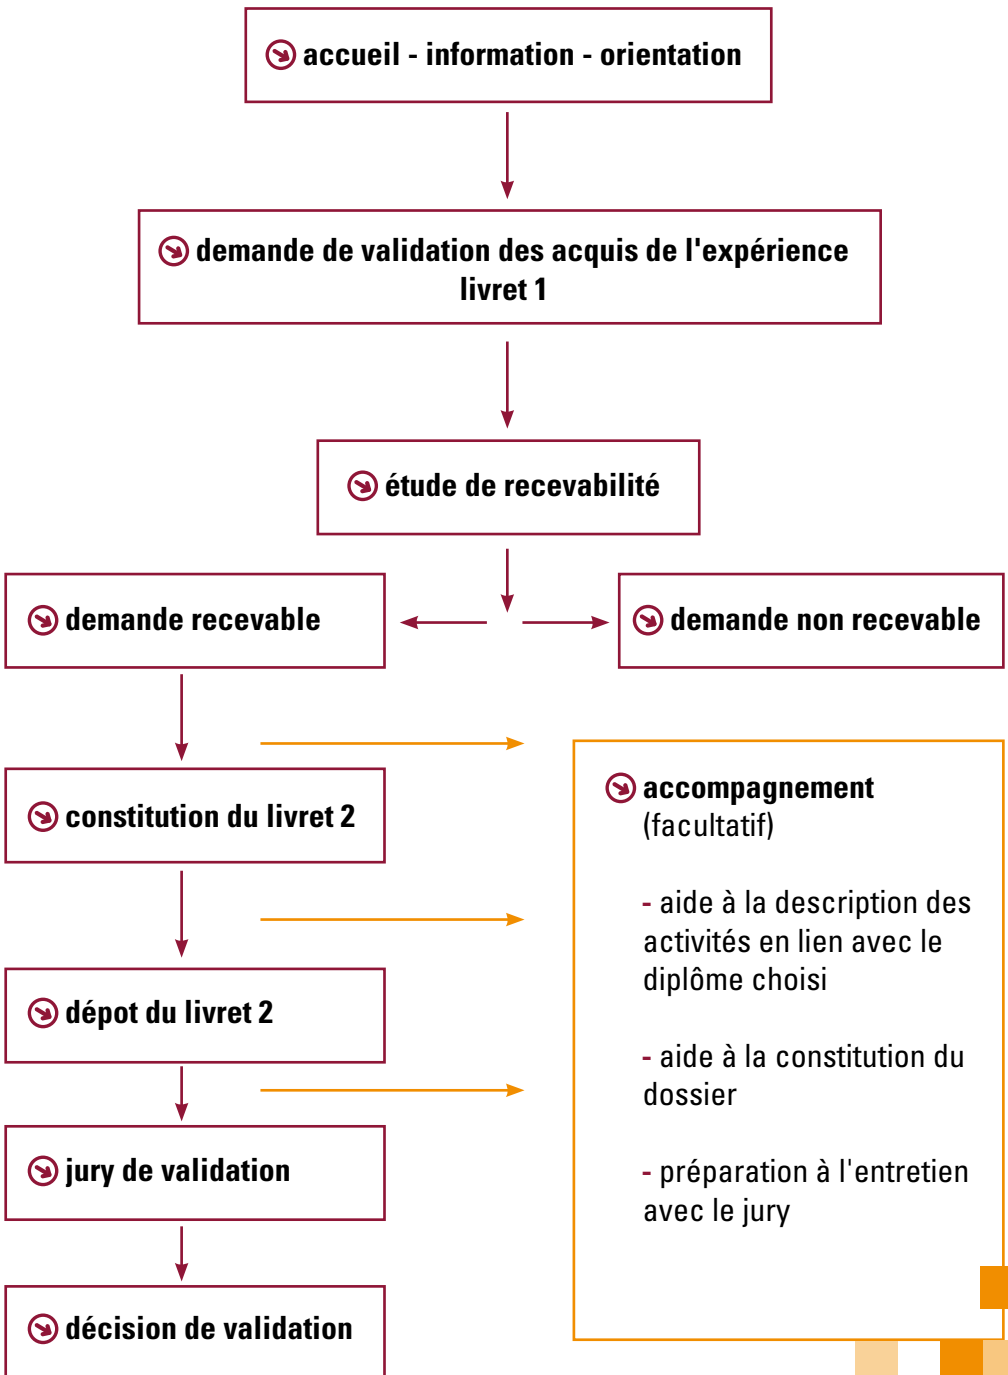 accueil - information - orientation
demande de validation des acquis de l'expérience
livret 1
étude de recevabilité
demande recevable
demande non recevable
constitution du livret 2
dépot du livret 2
jury de validation
décision de validation
accompagnement
(facultatif)
- aide à la description des
activités en lien avec le
diplôme choisi
- aide à la constitution du
dossier
- préparation à l'entretien
avec le jury